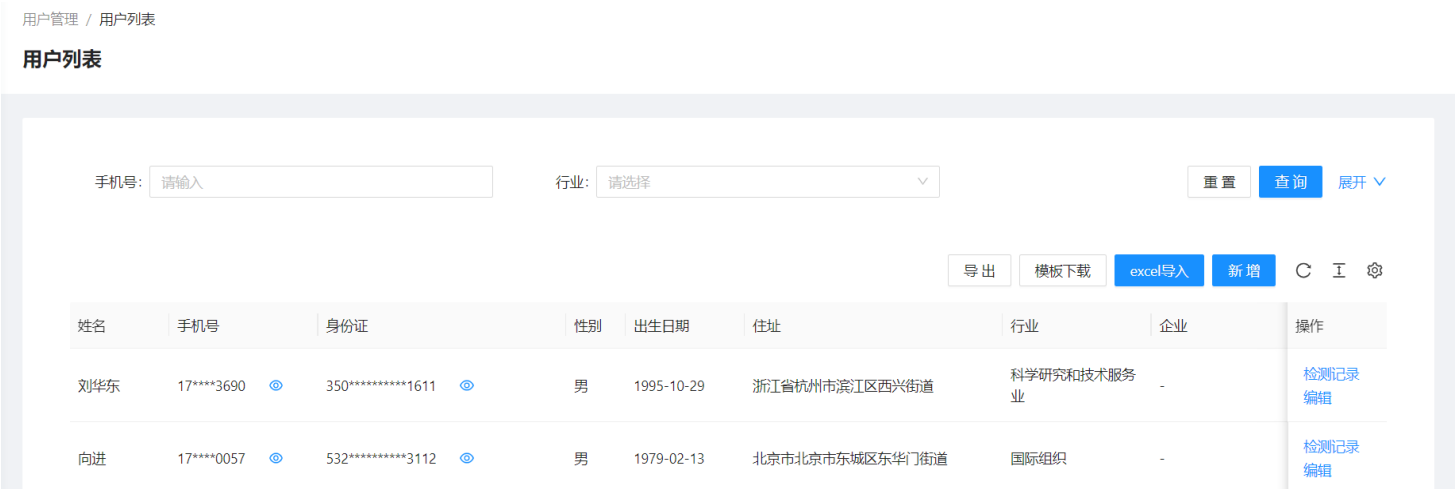 用户管理 / 用户列表
用户列表
手机号: 请输入 行业: 请选择 重置 查询 展开
导出 模板下载 excel导入 新增
姓名 手机号 身份证 性别 出生日期 住址 行业 企业 操作
刘华东 17****3690 350**********1611 男 1995-10-29 浙江省杭州市滨江区西兴街道 科学研究和技术服务业 - 检测记录 编辑
向进 17****0057 532**********3112 男 1979-02-13 北京市北京市东城区东华门街道 国际组织 - 检测记录 编辑